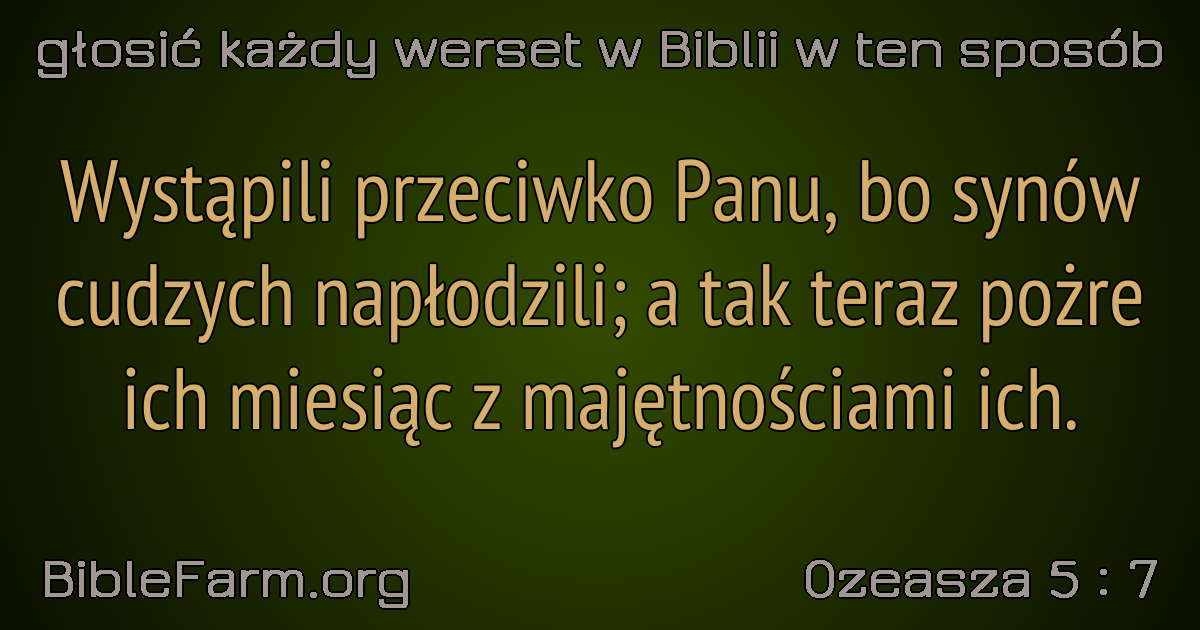 głosić każdy werset w Biblii w ten sposób
Wystąpili przeciwko Panu, bo synów
cudzych napłodzili; a tak teraz pożre
ich miesiąc z majętnościami ich.
BibleFarm.org
Ozeasza 5 : 7